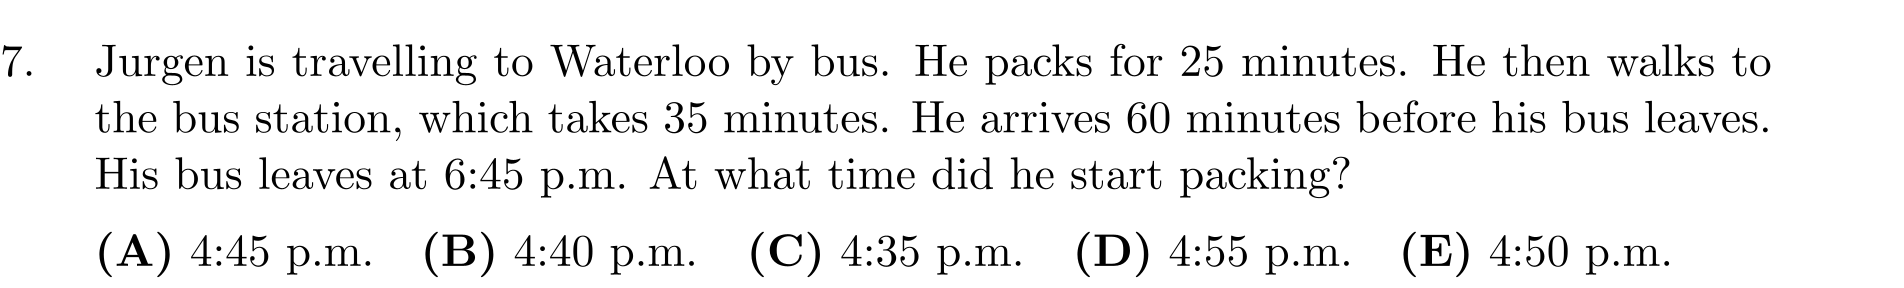 7. Jurgen is travelling to Waterloo by bus. He packs for 25 minutes. He then walks to
the bus station, which takes 35 minutes. He arrives 60 minutes before his bus leaves.
His bus leaves at 6:45 p.m. At what time did he start packing?
(A) 4:45 p.m. (B) 4:40 p.m. (C) 4:35 p.m. (D) 4:55 p.m. (E) 4:50 p.m.